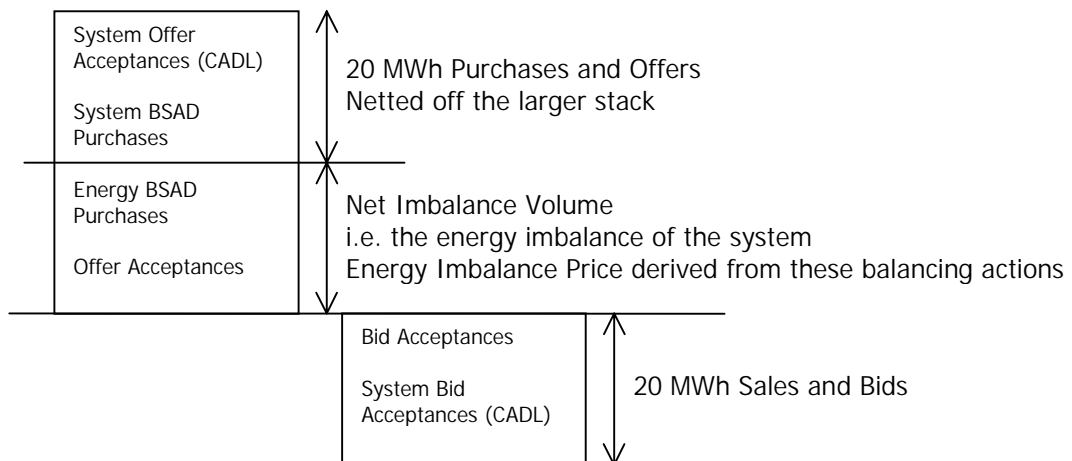 System Offer
Acceptances (CADL)
System BSAD
Purchases
20 MWh Purchases and Offers
Netted off the larger stack
Energy BSAD
Purchases
Offer Acceptances
Net Imbalance Volume
i.e. the energy imbalance of the system
Energy Imbalance Price derived from these balancing actions
Bid Acceptances
System Bid
Acceptances (CADL)
20 MWh Sales and Bids